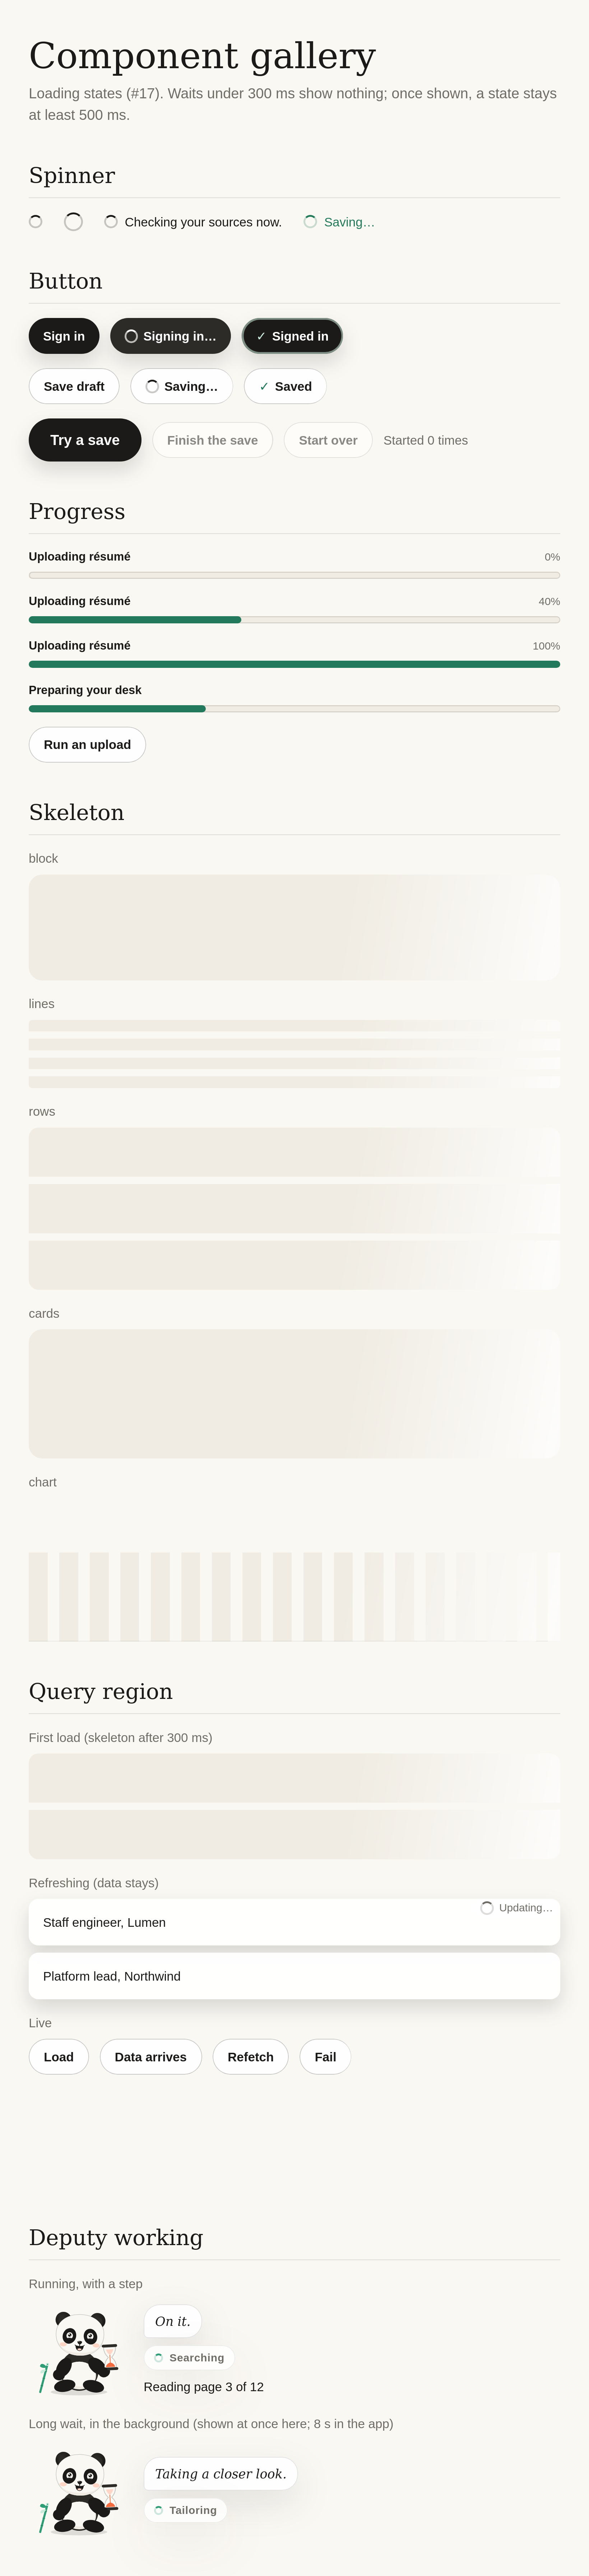 Component gallery
Loading states (#17). Waits under 300 ms show nothing; once shown, a state stays
at least 500 ms.
Spinner
Checking your sources now. Saving…
Button
Sign in Signing in… ✓ Signed in
Save draft Saving… ✓ Saved
Try a save Finish the save Start over Started 0 times
Progress
Uploading résumé 0%
Uploading résumé 40%
Uploading résumé 100%
Preparing your desk
Run an upload
Skeleton
block
lines
rows
cards
chart
Query region
First load (skeleton after 300 ms)
Refreshing (data stays)
Updating…
Staff engineer, Lumen
Platform lead, Northwind
Live
Load Data arrives Refetch Fail
Deputy working
Running, with a step
On it.
Searching
Reading page 3 of 12
Long wait, in the background (shown at once here; 8 s in the app)
Taking a closer look.
Tailoring